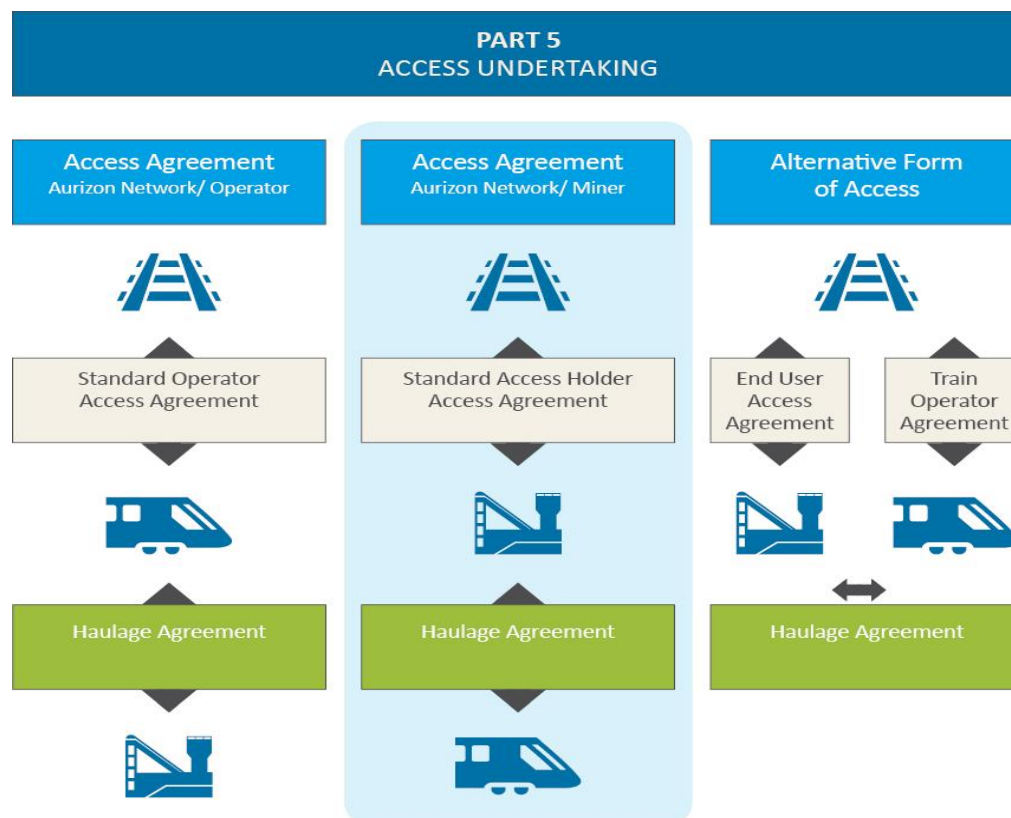 PART 5
ACCESS UNDERTAKING
Access Agreement
Aurizon Network/ Operator
Access Agreement
Aurizon Network/ Miner
Alternative Form
of Access
Standard Operator
Access Agreement
Standard Access Holder
Access Agreement
End User
Access
Agreement
Train
Operator
Agreement
Haulage Agreement
Haulage Agreement
Haulage Agreement